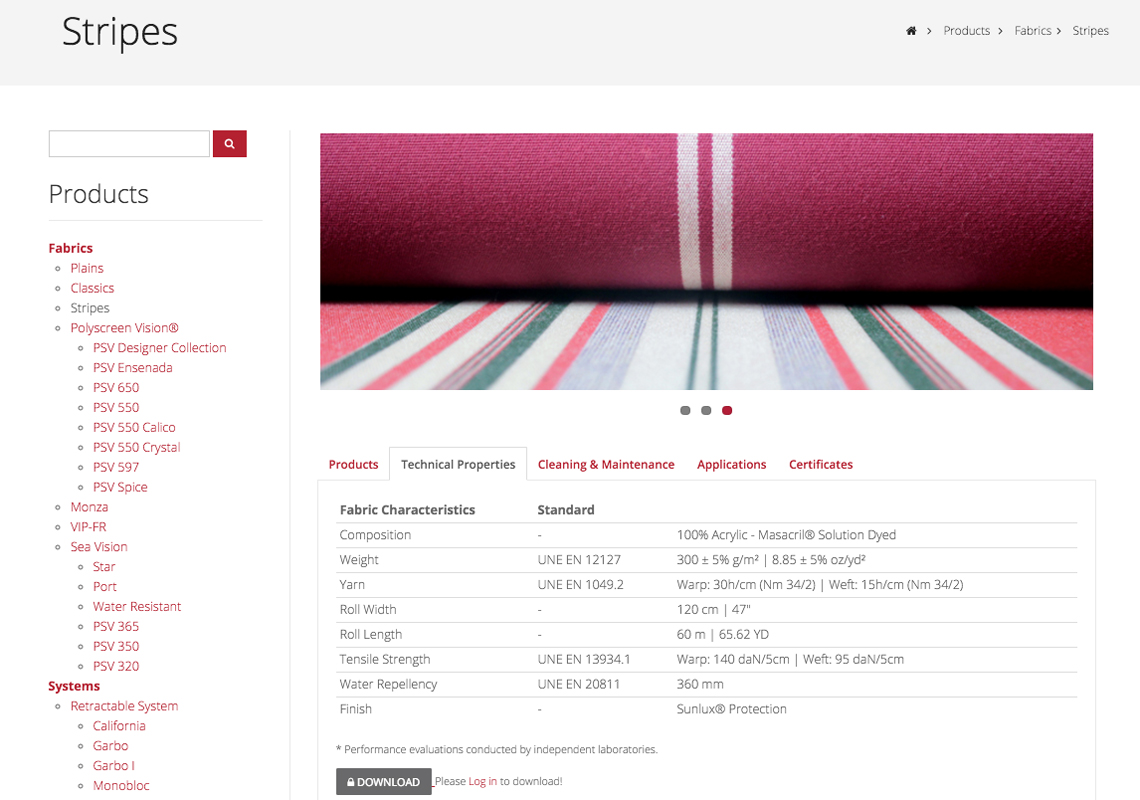 Stripes
Products Fabrics Stripes
Products
Fabrics
Plains
Classics
Stripes
Polyscreen Vision®
PSV Designer Collection
PSV Ensenada
PSV 650
PSV 550
PSV 550 Calico
PSV 550 Crystal
PSV 597
PSV Spice
Monza
VIP-FR
Sea Vision
Star
Port
Water Resistant
PSV 365
PSV 350
PSV 320
Systems
Retractable System
California
Garbo
Garbo I
Monobloc
Products Technical Properties Cleaning & Maintenance Applications Certificates
Fabric Characteristics Standard
Composition - 100% Acrylic - Masacril® Solution Dyed
Weight UNE EN 12127 300 ± 5% g/m² | 8.85 ± 5% oz/yd²
Yarn UNE EN 1049.2 Warp: 30h/cm (Nm 34/2) | Weft: 15h/cm (Nm 34/2)
Roll Width - 120 cm | 47"
Roll Length - 60 m | 65.62 YD
Tensile Strength UNE EN 13934.1 Warp: 140 daN/5cm | Weft: 95 daN/5cm
Water Repellency UNE EN 20811 360 mm
Finish - Sunlux® Protection
* Performance evaluations conducted by independent laboratories.
DOWNLOAD Please Log in to download!